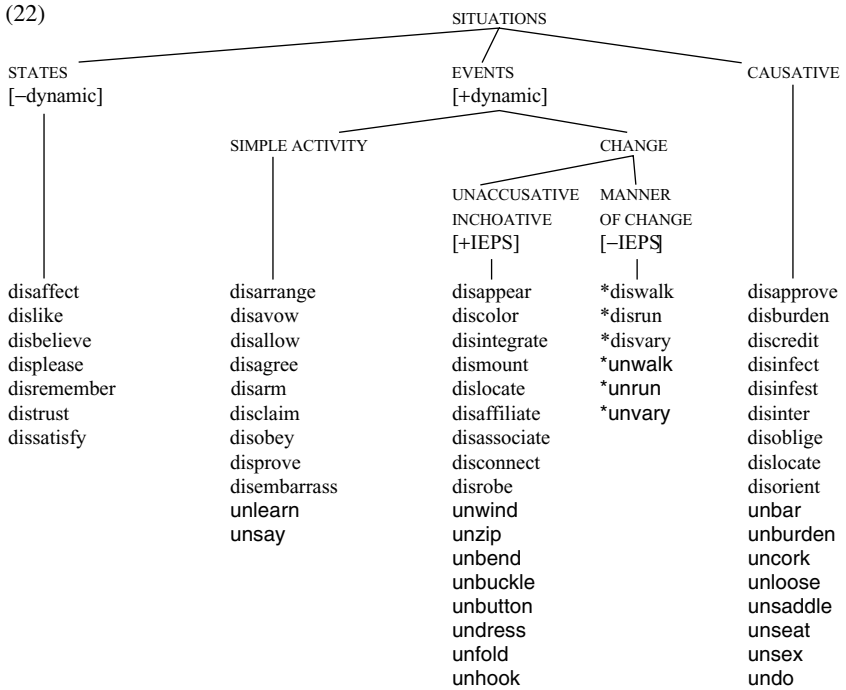 (22)
SITUATIONS
STATES EVENTS CAUSATIVE
[−dynamic] [+dynamic]
SIMPLE ACTIVITY CHANGE
UNACCUSATIVE MANNER
INCHOATIVE OF CHANGE
[+IEPS] [−IEPS]
disaffect disarrange disappear *diswalk disapprove
dislike disavow discolor *disrun disburden
disbelieve disallow disintegrate *disvary discredit
displease disagree dismount *unwalk disinfect
disremember disarm dislocate *unrun disinfest
distrust disclaim disaffiliate *unvary disinter
dissatisfy disobey disassociate disoblige
disprove disconnect dislocate
disembarrass disrobe disorient
unlearn unwind unbar
unsay unzip unburden
unbend uncork
unbuckle unloose
unbutton unsaddle
undress unseat
unfold unsex
unhook undo